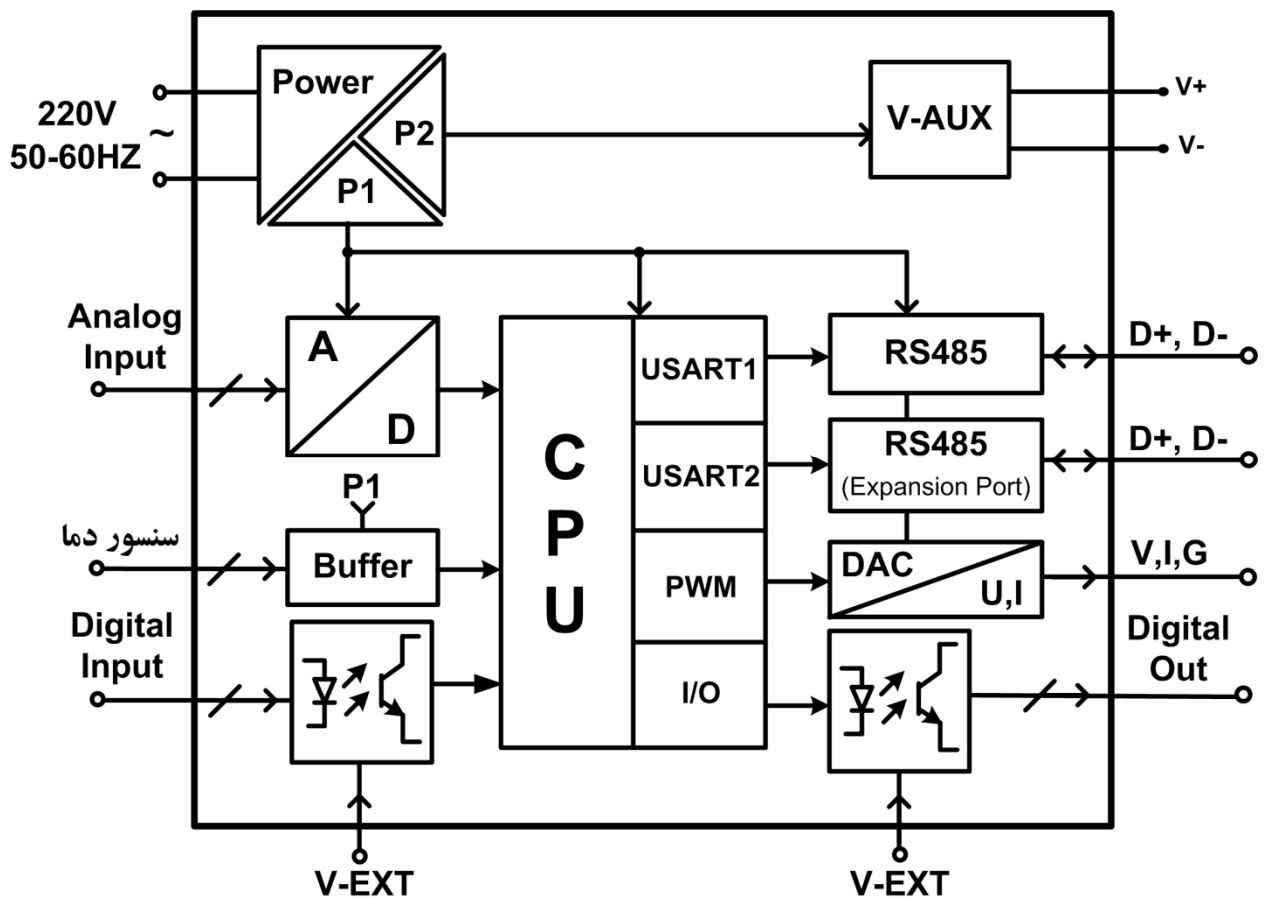 Power
P2
P1
220V
~
50-60HZ
V-AUX
V+
V-
Analog
Input
A
D
CPU
USART1
USART2
PWM
I/O
RS485
D+, D-
RS485
(Expansion Port)
D+, D-
P1
سنسور دما
Buffer
DAC
U,I
V,I,G
Digital
Input
Digital
Out
V-EXT
V-EXT